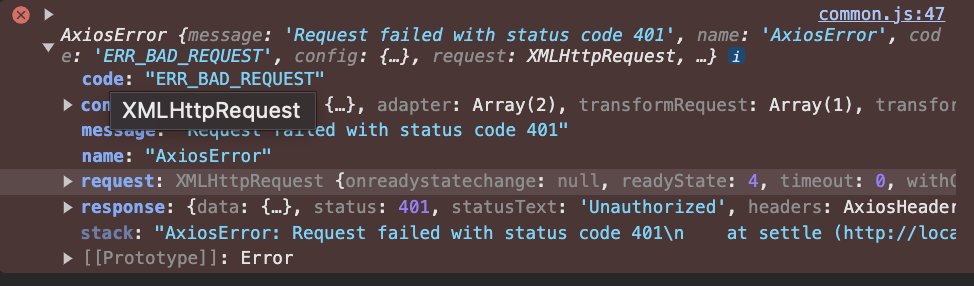 common.js:47
AxiosError {message: 'Request failed with status code 401', name: 'AxiosError', cod
e: 'ERR_BAD_REQUEST', config: {…}, request: XMLHttpRequest, …} i
code: "ERR_BAD_REQUEST"
con {…}, adapter: Array(2), transformRequest: Array(1), transfor
XMLHttpRequest
message: "Request failed with status code 401"
name: "AxiosError"
request: XMLHttpRequest {onreadystatechange: null, readyState: 4, timeout: 0, withC
response: {data: {…}, status: 401, statusText: 'Unauthorized', headers: AxiosHeader
stack: "AxiosError: Request failed with status code 401\n    at settle (http://loca
[[Prototype]]: Error